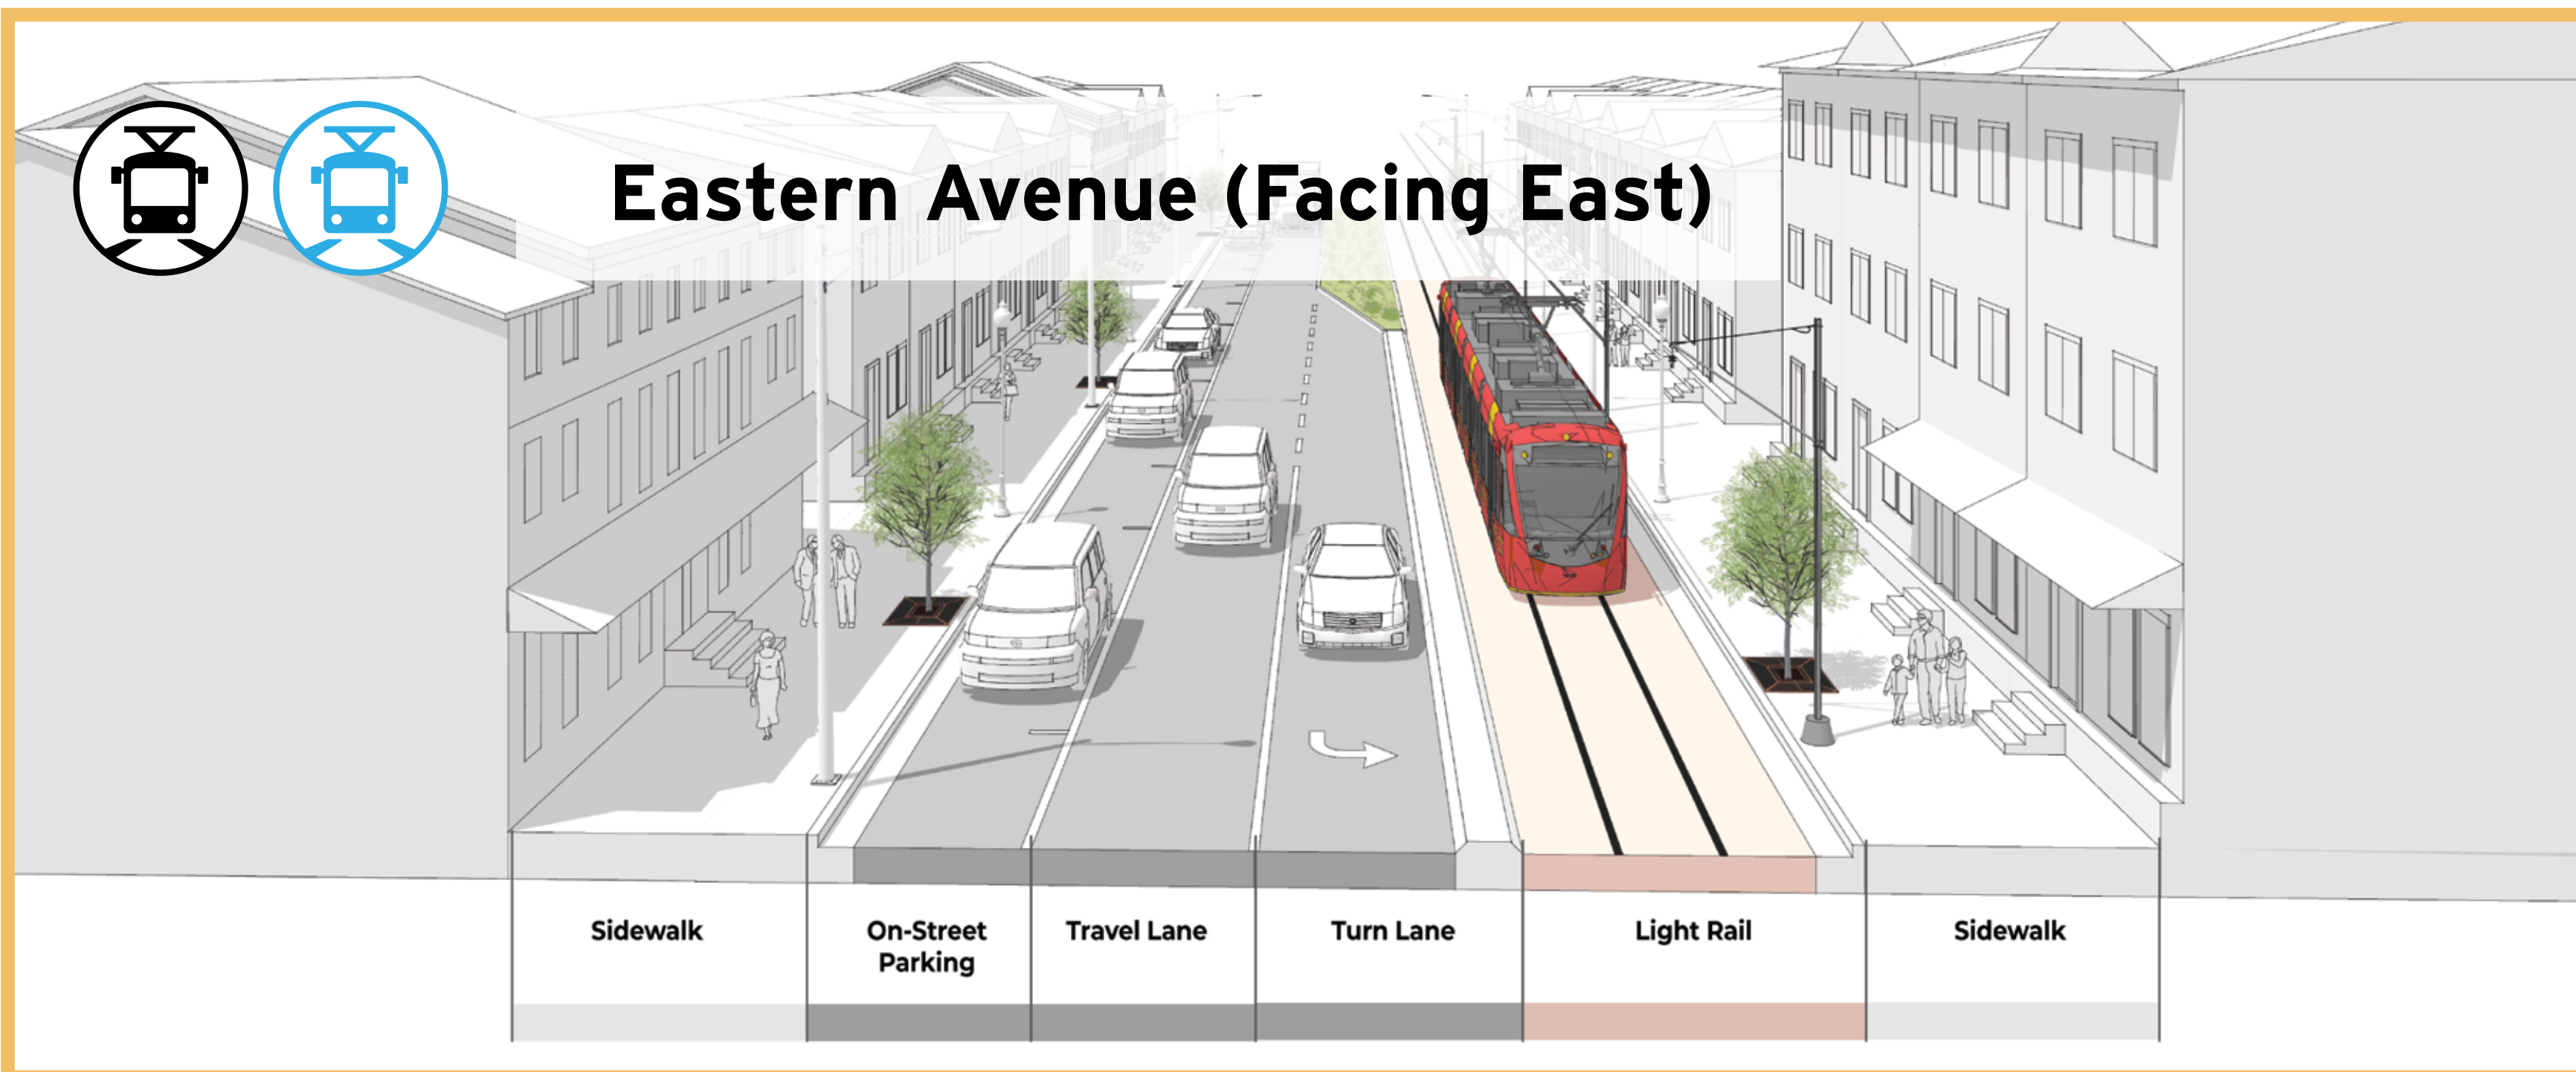 Eastern Avenue (Facing East)
Sidewalk
On-Street
Parking
Travel Lane
Turn Lane
Light Rail
Sidewalk